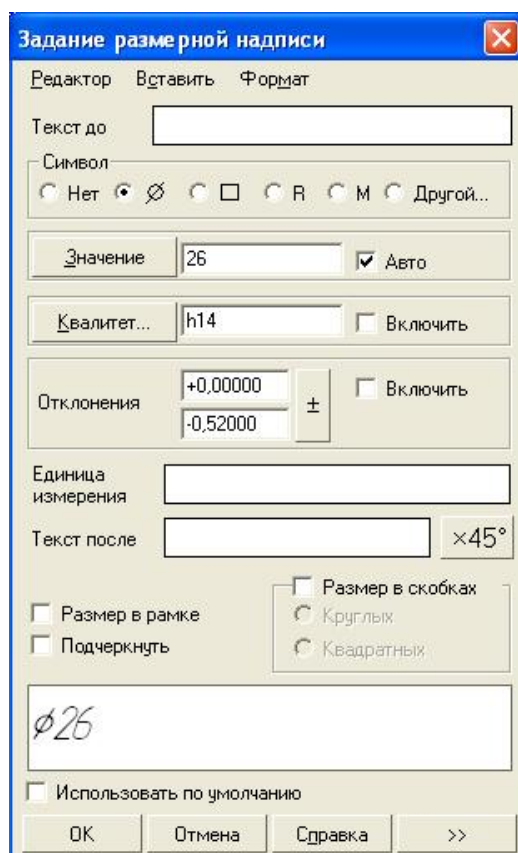 Задание размерной надписи
Редактор Вставить Формат
Текст до
Символ
Нет Ø □ R M Другой...
Значение 26 Авто
Квалитет... h14 Включить
+0,00000 Включить
Отклонения ±
-0,52000
Единица
измерения
Текст после ×45°
Размер в скобках
Размер в рамке Круглых
Подчеркнуть Квадратных
Ø26
Использовать по умолчанию
OK Отмена Справка >>